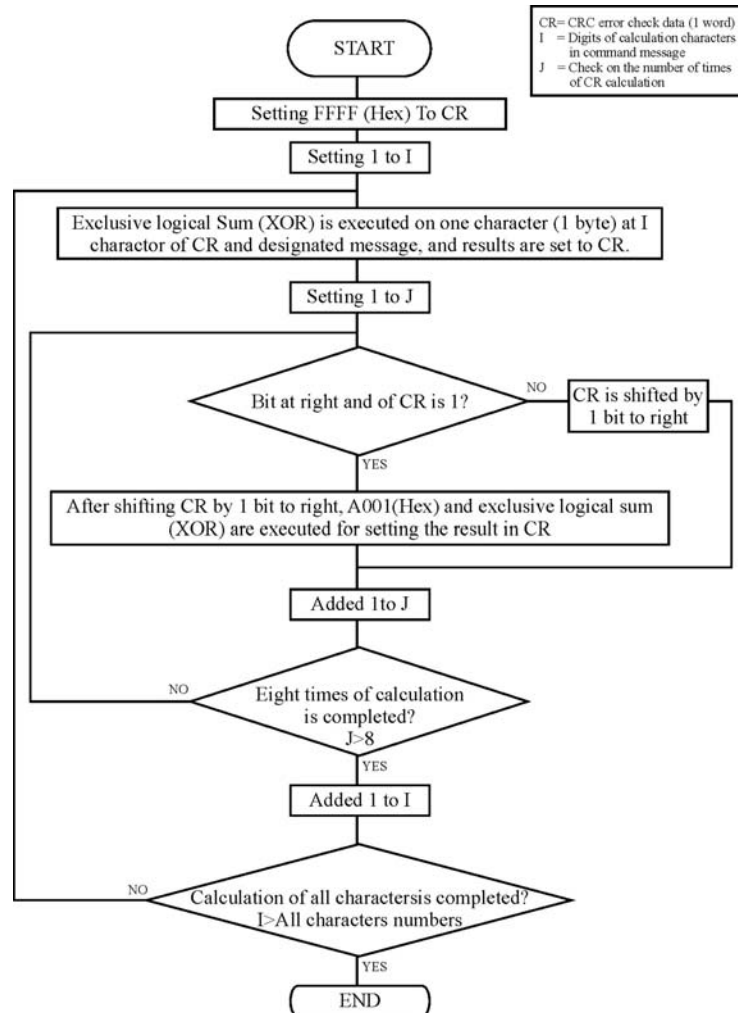 CR= CRC error check data (1 word)
I = Digits of calculation characters
in command message
J = Check on the number of times
of CR calculation
START
Setting FFFF (Hex) To CR
Setting 1 to I
Exclusive logical Sum (XOR) is executed on one character (1 byte) at I
charactor of CR and designated message, and results are set to CR.
Setting 1 to J
Bit at right and of CR is 1?
NO
CR is shifted by
1 bit to right
YES
After shifting CR by 1 bit to right, A001(Hex) and exclusive logical sum
(XOR) are executed for setting the result in CR
Added 1to J
NO
Eight times of calculation
is completed?
J>8
YES
Added 1 to I
NO
Calculation of all charactersis completed?
I>All characters numbers
YES
END